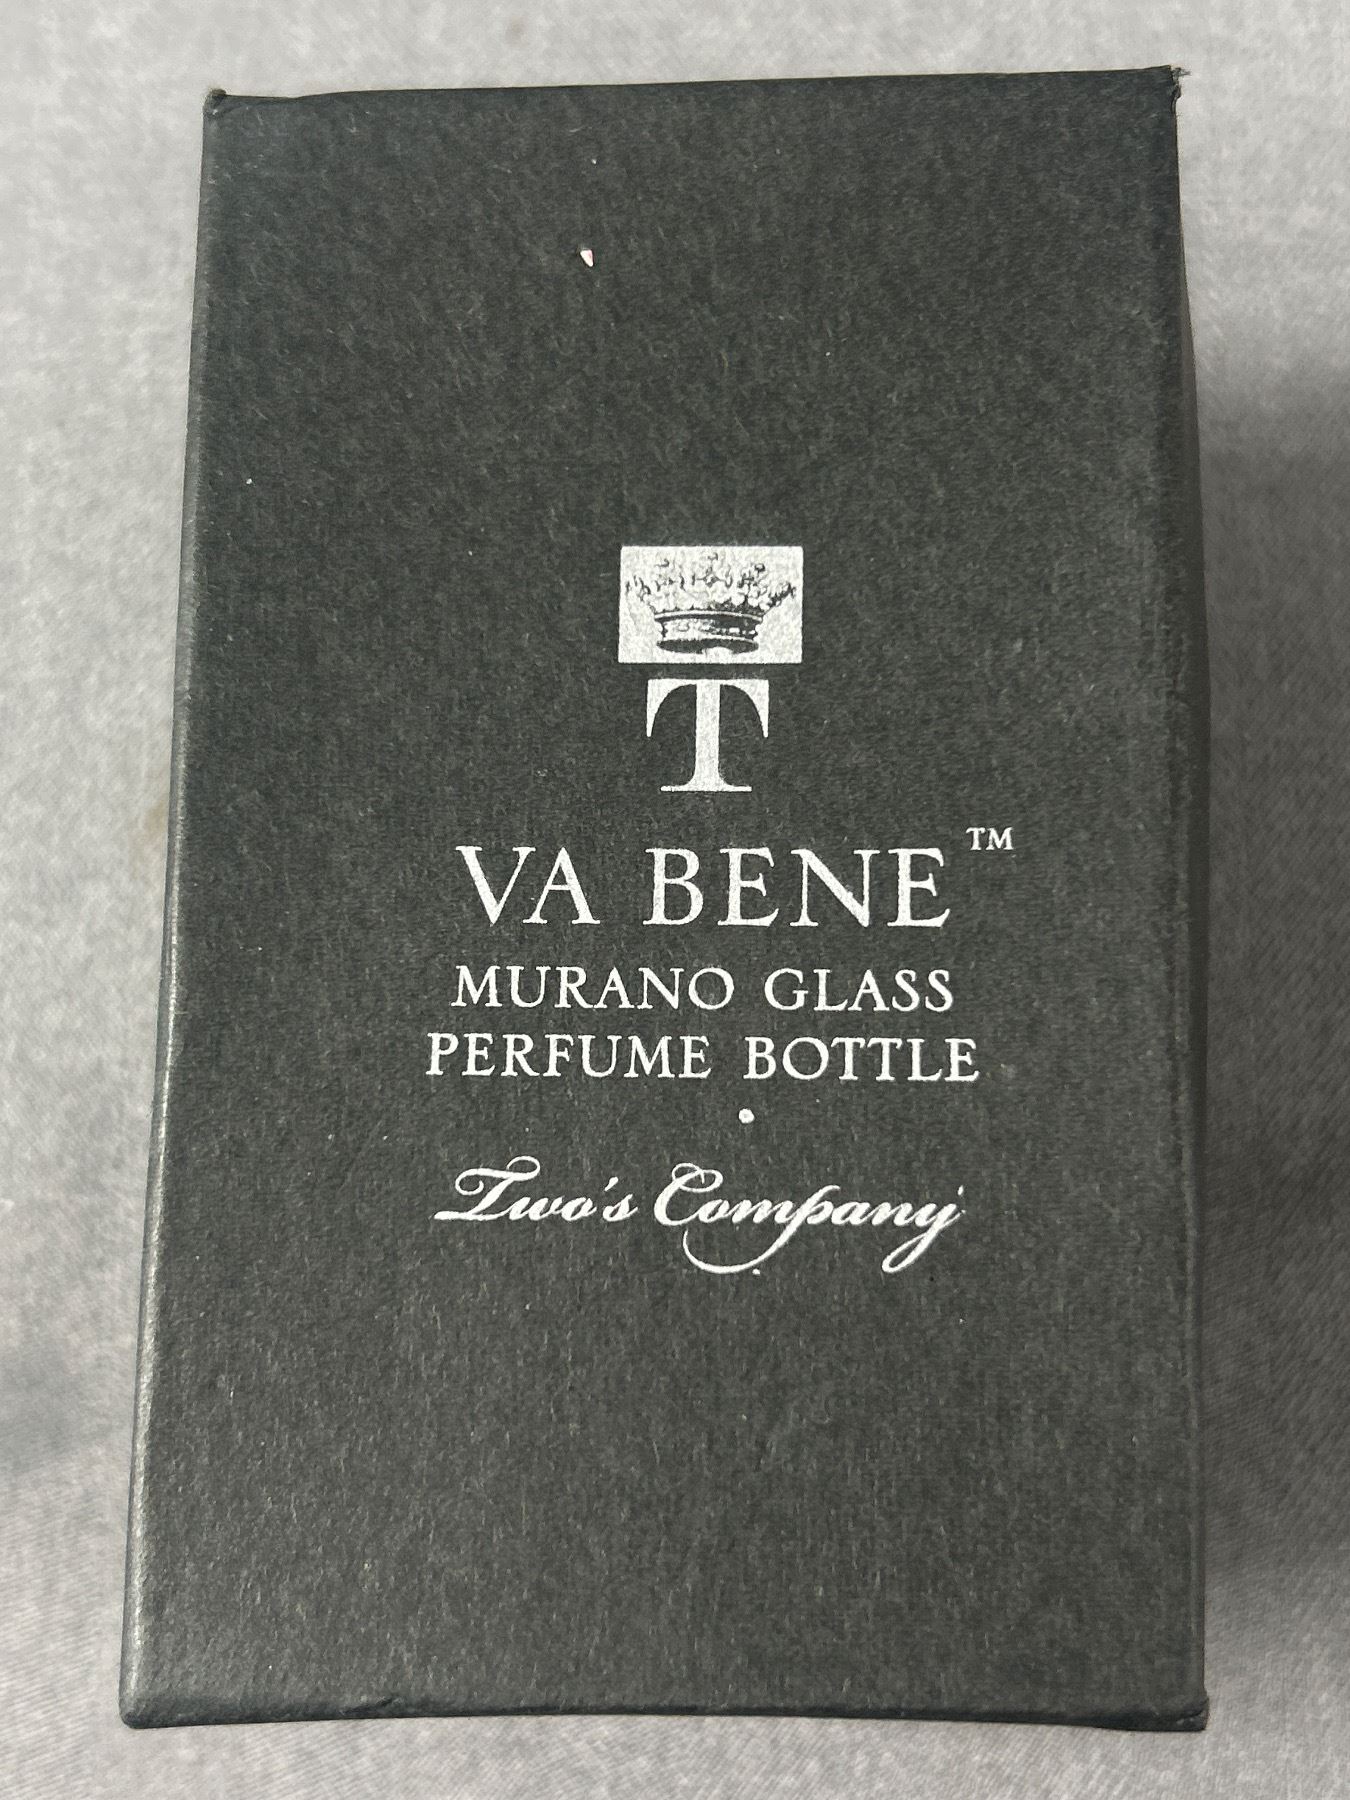 T
VA BENE™
MURANO GLASS
PERFUME BOTTLE
Two's Company